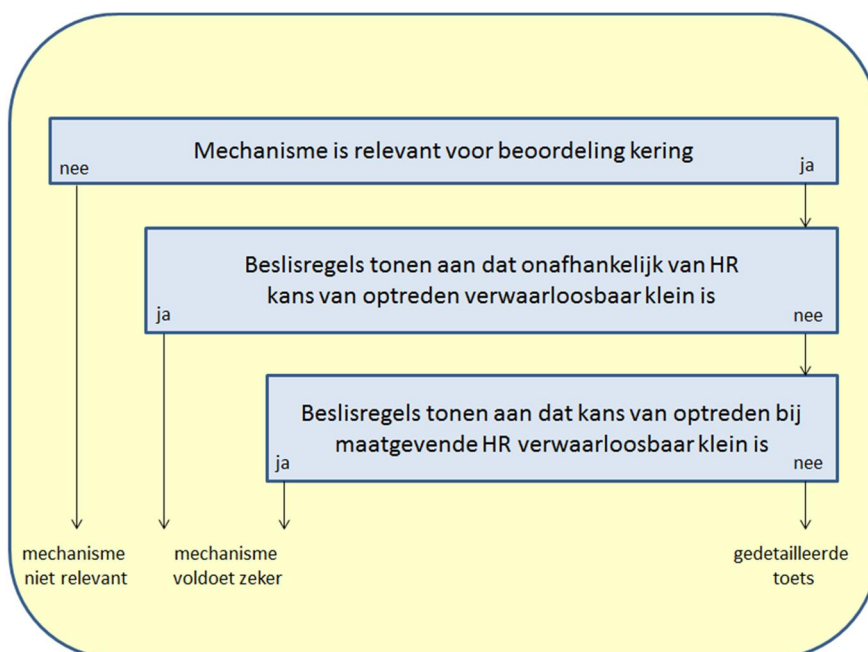 Mechanisme is relevant voor beoordeling kering
nee
ja
Beslisregels tonen aan dat onafhankelijk van HR
kans van optreden verwaarloosbaar klein is
ja
nee
Beslisregels tonen aan dat kans van optreden bij
maatgevende HR verwaarloosbaar klein is
ja
nee
mechanisme
niet relevant
mechanisme
voldoet zeker
gedetailleerde
toets